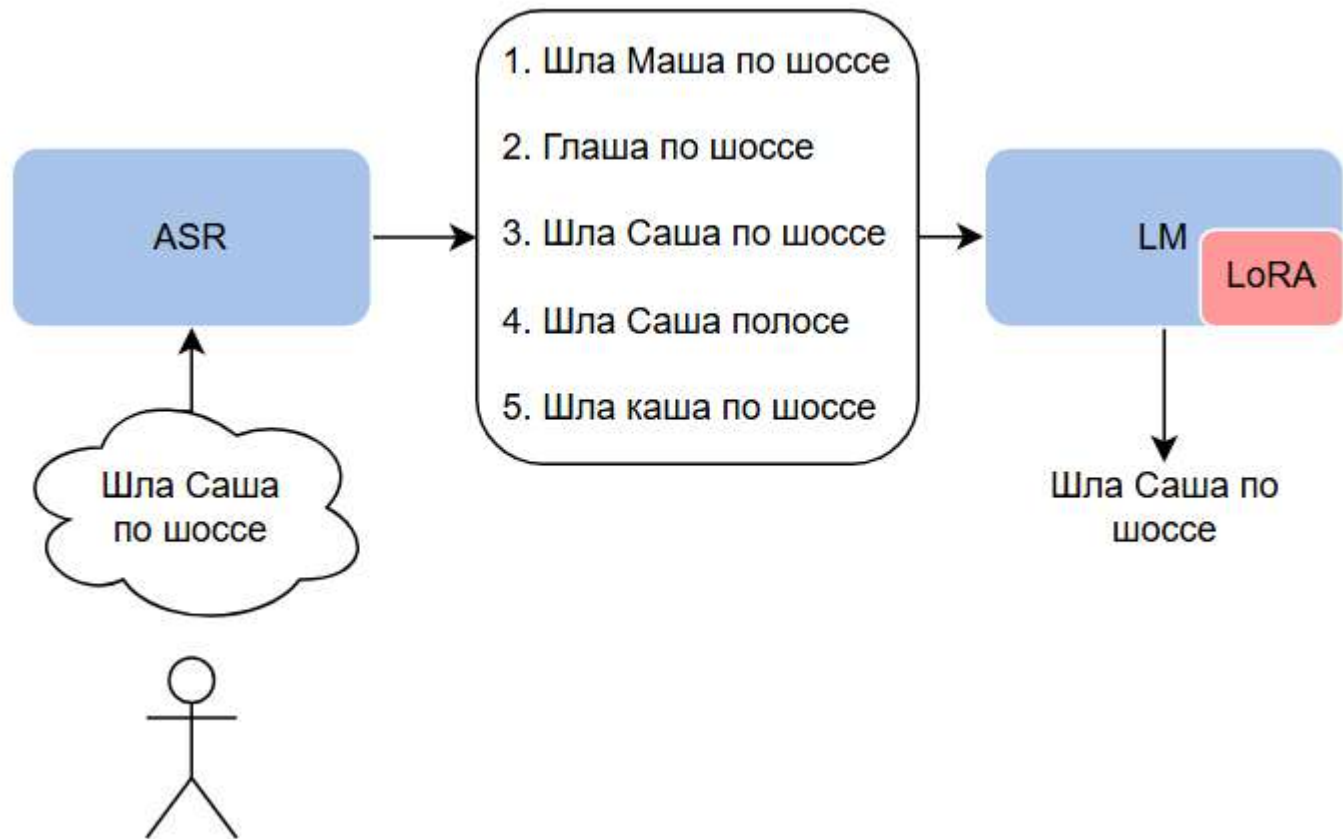 ASR
Шла Саша
по шоссе
1. Шла Маша по шоссе
2. Глаша по шоссе
3. Шла Саша по шоссе
4. Шла Саша полосе
5. Шла каша по шоссе
LM
LoRA
Шла Саша по
шоссе